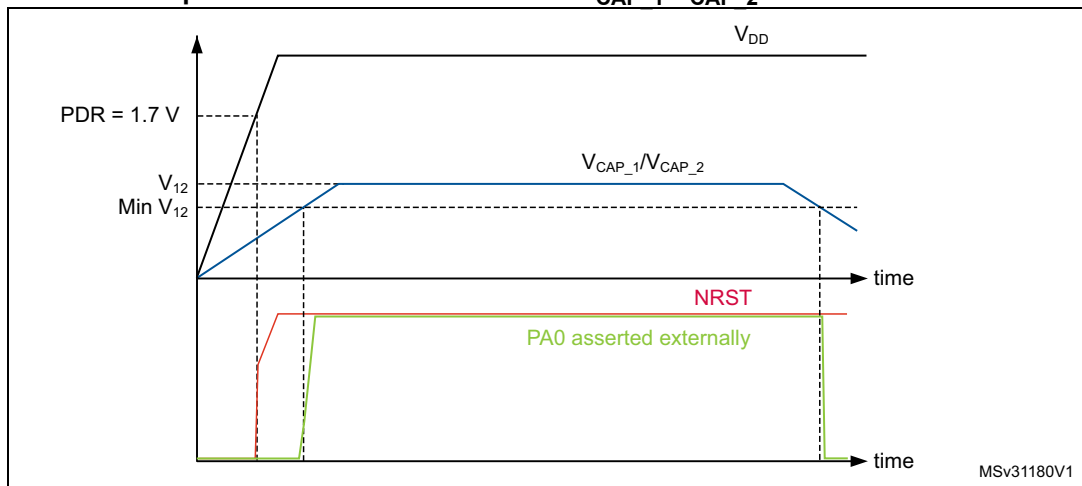 VDD
PDR = 1.7 V
VCAP_1/VCAP_2
V12
Min V12
time
NRST
PA0 asserted externally
time
MSv31180V1